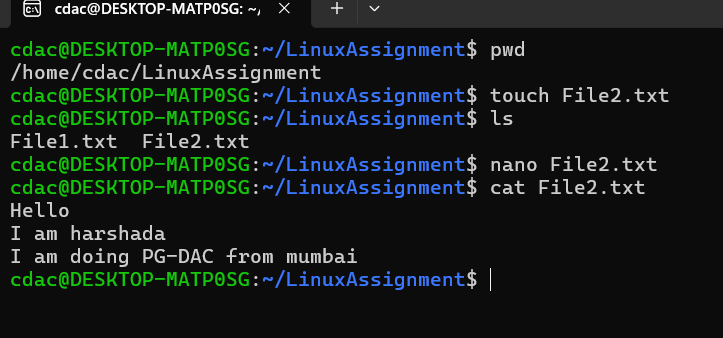 cdac@DESKTOP-MATP0SG: ~/
cdac@DESKTOP-MATP0SG:~/LinuxAssignment$ pwd
/home/cdac/LinuxAssignment
cdac@DESKTOP-MATP0SG:~/LinuxAssignment$ touch File2.txt
cdac@DESKTOP-MATP0SG:~/LinuxAssignment$ ls
File1.txt  File2.txt
cdac@DESKTOP-MATP0SG:~/LinuxAssignment$ nano File2.txt
cdac@DESKTOP-MATP0SG:~/LinuxAssignment$ cat File2.txt
Hello
I am harshada
I am doing PG-DAC from mumbai
cdac@DESKTOP-MATP0SG:~/LinuxAssignment$